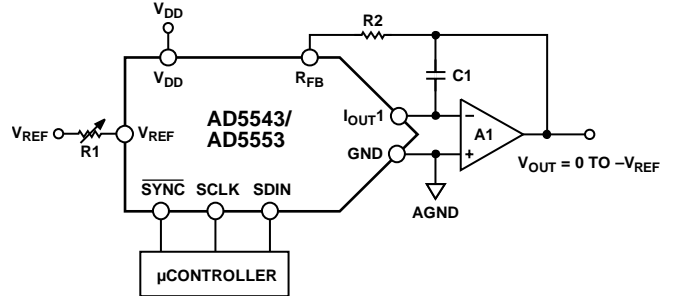 VDD
R2
VDD
RFB
C1
AD5543/
AD5553
IOUT1
VREF
R1
VREF
A1
GND
VOUT = 0 TO –VREF
SYNC SCLK SDIN
AGND
µCONTROLLER